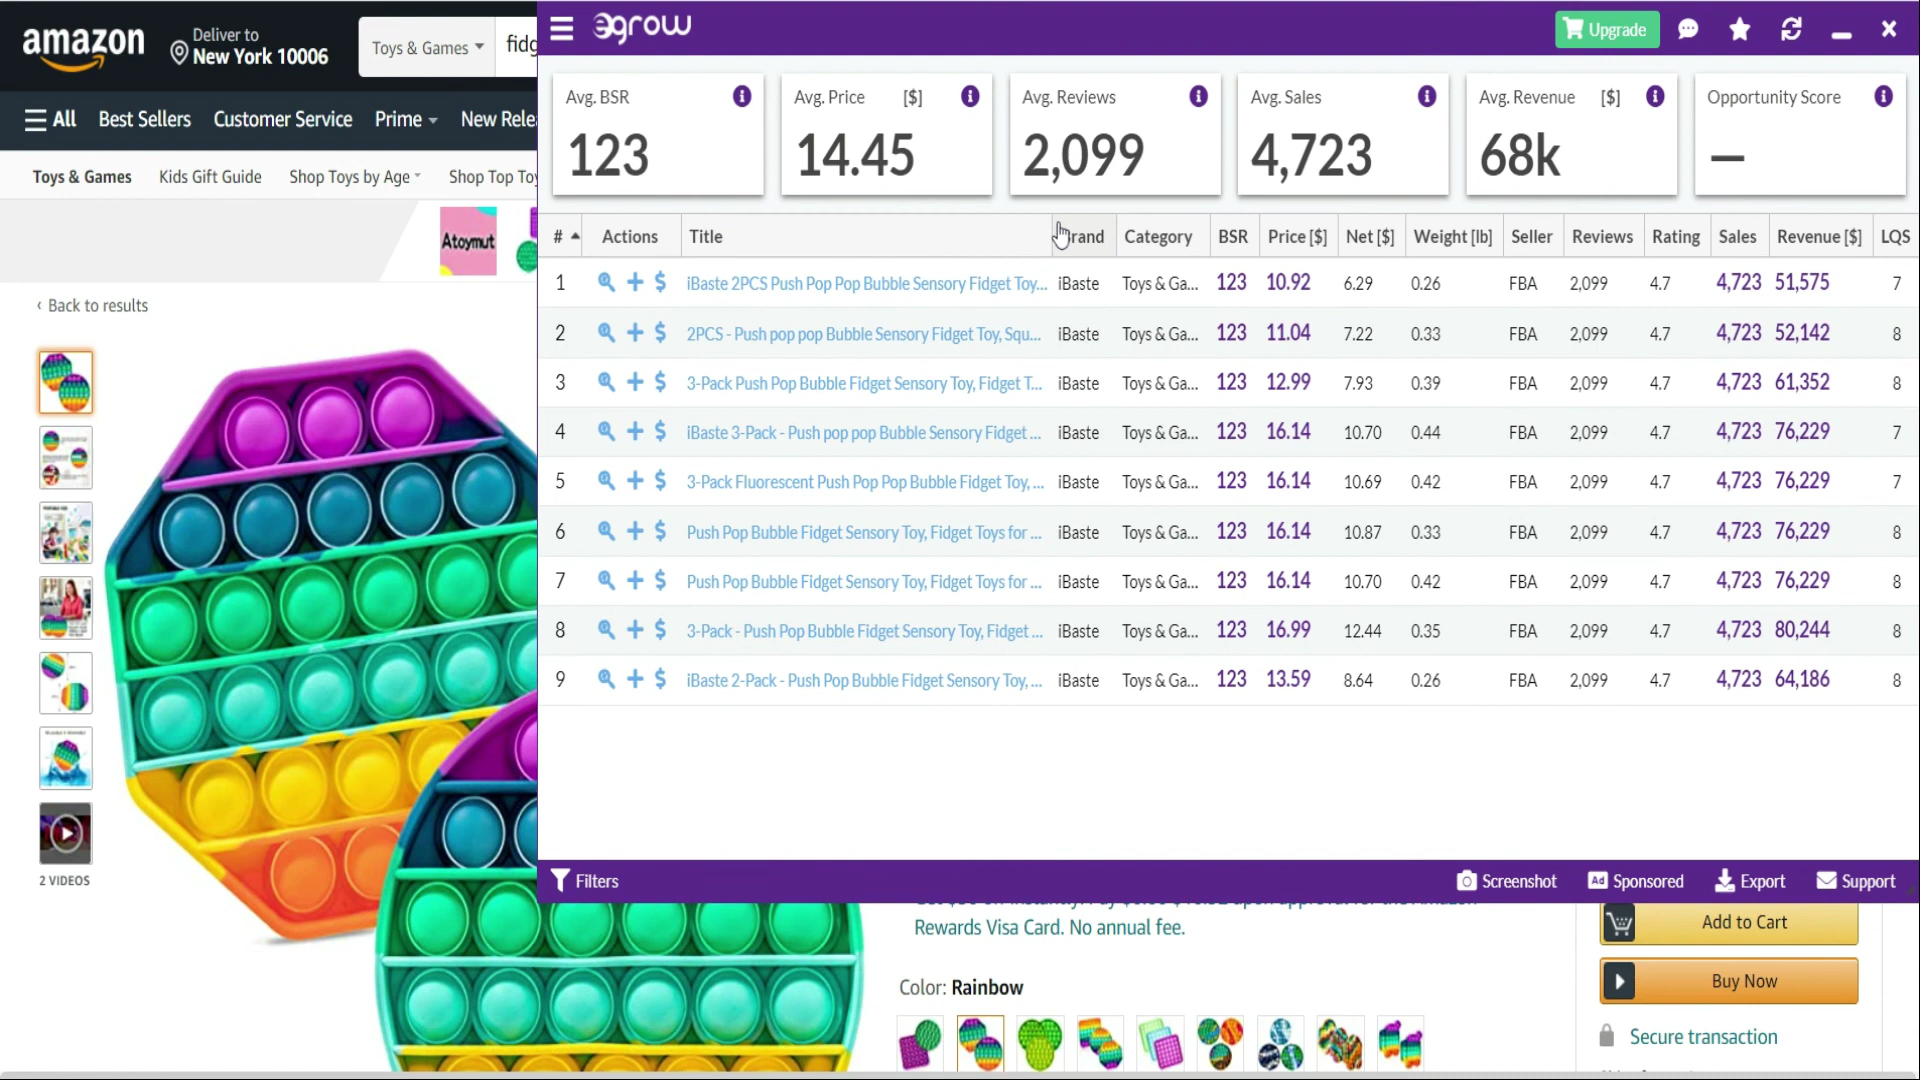 amazon
Deliver to
New York 10006
Toys & Games
fidg
All Best Sellers Customer Service Prime New Rele
Toys & Games Kids Gift Guide Shop Toys by Age Shop Top Toy
Atoymut
‹ Back to results
2 VIDEOS
egrow
Upgrade
Avg. BSR
123
Avg. Price [$]
14.45
Avg. Reviews
2,099
Avg. Sales
4,723
Avg. Revenue [$]
68k
Opportunity Score
—
# Actions Title Brand Category BSR Price [$] Net [$] Weight [lb] Seller Reviews Rating Sales Revenue [$] LQS
1 iBaste 2PCS Push Pop Pop Bubble Sensory Fidget Toy... iBaste Toys & Ga... 123 10.92 6.29 0.26 FBA 2,099 4.7 4,723 51,575 7
2 2PCS - Push pop pop Bubble Sensory Fidget Toy, Squ... iBaste Toys & Ga... 123 11.04 7.22 0.33 FBA 2,099 4.7 4,723 52,142 8
3 3-Pack Push Pop Bubble Fidget Sensory Toy, Fidget T... iBaste Toys & Ga... 123 12.99 7.93 0.39 FBA 2,099 4.7 4,723 61,352 8
4 iBaste 3-Pack - Push pop pop Bubble Sensory Fidget ... iBaste Toys & Ga... 123 16.14 10.70 0.44 FBA 2,099 4.7 4,723 76,229 7
5 3-Pack Fluorescent Push Pop Pop Bubble Fidget Toy, ... iBaste Toys & Ga... 123 16.14 10.69 0.42 FBA 2,099 4.7 4,723 76,229 7
6 Push Pop Bubble Fidget Sensory Toy, Fidget Toys for ... iBaste Toys & Ga... 123 16.14 10.87 0.33 FBA 2,099 4.7 4,723 76,229 8
7 Push Pop Bubble Fidget Sensory Toy, Fidget Toys for ... iBaste Toys & Ga... 123 16.14 10.70 0.42 FBA 2,099 4.7 4,723 76,229 8
8 3-Pack - Push Pop Bubble Fidget Sensory Toy, Fidget ... iBaste Toys & Ga... 123 16.99 12.44 0.35 FBA 2,099 4.7 4,723 80,244 8
9 iBaste 2-Pack - Push Pop Bubble Fidget Sensory Toy, ... iBaste Toys & Ga... 123 13.59 8.64 0.26 FBA 2,099 4.7 4,723 64,186 8
Filters Screenshot Ad Sponsored Export Support
Rewards Visa Card. No annual fee.
Color: Rainbow
Add to Cart
Buy Now
Secure transaction